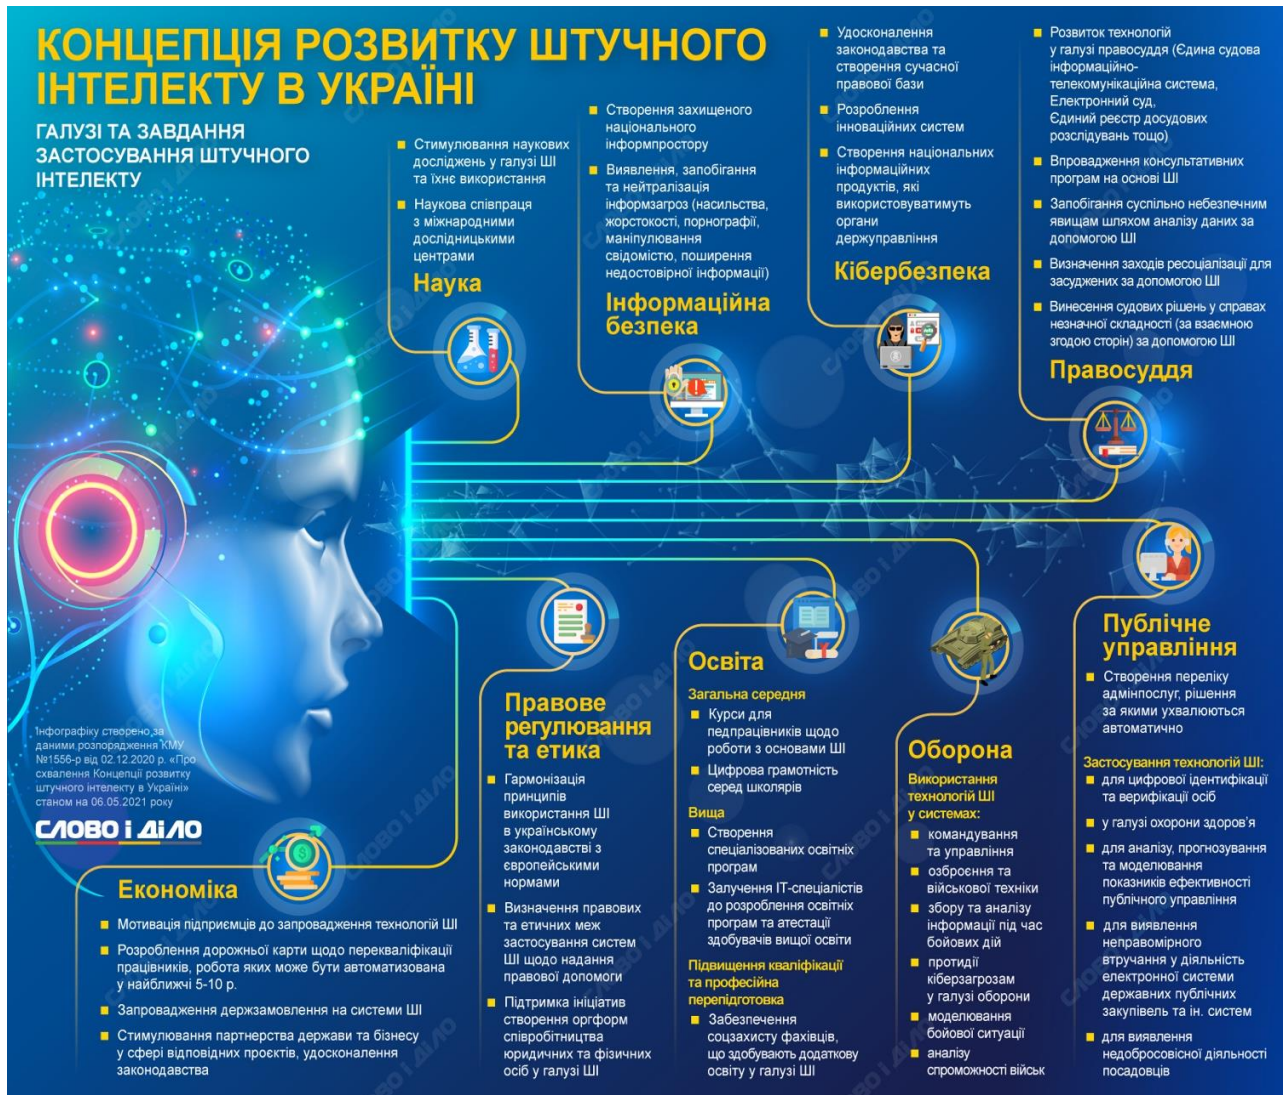 КОНЦЕПЦІЯ РОЗВИТКУ ШТУЧНОГО
ІНТЕЛЕКТУ В УКРАЇНІ
ГАЛУЗІ ТА ЗАВДАННЯ
ЗАСТОСУВАННЯ ШТУЧНОГО
ІНТЕЛЕКТУ
Стимулювання наукових
досліджень у галузі ШІ
та їхнє використання
Наукова співпраця
з міжнародними
дослідницькими
центрами
Наука
Створення захищеного
національного
інформпростору
Виявлення, запобігання
та нейтралізація
інформзагроз (насильства,
жорстокості, порнографії,
маніпулювання
свідомістю, поширення
недостовірної інформації)
Інформаційна
безпека
Удосконалення
законодавства та
створення сучасної
правової бази
Розроблення
інноваційних систем
Створення національних
інформаційних
продуктів, які
використовуватимуть
органи
держуправління
Кібербезпека
Розвиток технологій
у галузі правосуддя (Єдина судова
інформаційно-
телекомунікаційна система,
Електронний суд,
Єдиний реєстр досудових
розслідувань тощо)
Впровадження консультативних
програм на основі ШІ
Запобігання суспільно небезпечним
явищам шляхом аналізу даних за
допомогою ШІ
Визначення заходів ресоціалізації для
засуджених за допомогою ШІ
Винесення судових рішень у справах
незначної складності (за взаємною
згодою сторін) за допомогою ШІ
Правосуддя
Інфографіку створено за
даними розпорядження КМУ
№1556-р від 02.12.2020 р. «Про
схвалення Концепції розвитку
штучного інтелекту в Україні»
станом на 06.05.2021 року
СЛОВО і ДІЛО
Економіка
Мотивація підприємців до запровадження технологій ШІ
Розроблення дорожньої карти щодо перекваліфікації
працівників, робота яких може бути автоматизована
у найближчі 5-10 р.
Запровадження держзамовлення на системи ШІ
Стимулювання партнерства держави та бізнесу
у сфері відповідних проєктів, удосконалення
законодавства
Правове
регулювання
та етика
Гармонізація
принципів
використання ШІ
в українському
законодавстві з
європейськими
нормами
Визначення правових
та етичних меж
застосування систем
ШІ щодо надання
правової допомоги
Підтримка ініціатив
створення оргформ
співробітництва
юридичних та фізичних
осіб у галузі ШІ
Освіта
Загальна середня
Курси для
педпрацівників щодо
роботи з основами ШІ
Цифрова грамотність
серед школярів
Вища
Створення
спеціалізованих освітніх
програм
Залучення ІТ-спеціалістів
до розроблення освітніх
програм та атестації
здобувачів вищої освіти
Підвищення кваліфікації
та професійна
перепідготовка
Забезпечення
соцзахисту фахівців,
що здобувають додаткову
освіту у галузі ШІ
Оборона
Використання
технологій ШІ
у системах:
командування
та управління
озброєння та
військової техніки
збору та аналізу
інформації під час
бойових дій
протидії
кіберзагрозам
у галузі оборони
моделювання
бойової ситуації
аналізу
спроможності військ
Публічне
управління
Створення переліку
адмінпослуг, рішення
за якими ухвалюються
автоматично
Застосування технологій ШІ:
для цифрової ідентифікації
та верифікації осіб
у галузі охорони здоров’я
для аналізу, прогнозування
та моделювання
показників ефективності
публічного управління
для виявлення
неправомірного
втручання у діяльність
електронної системи
державних публічних
закупівель та ін. систем
для виявлення
недобросовісної діяльності
посадовців